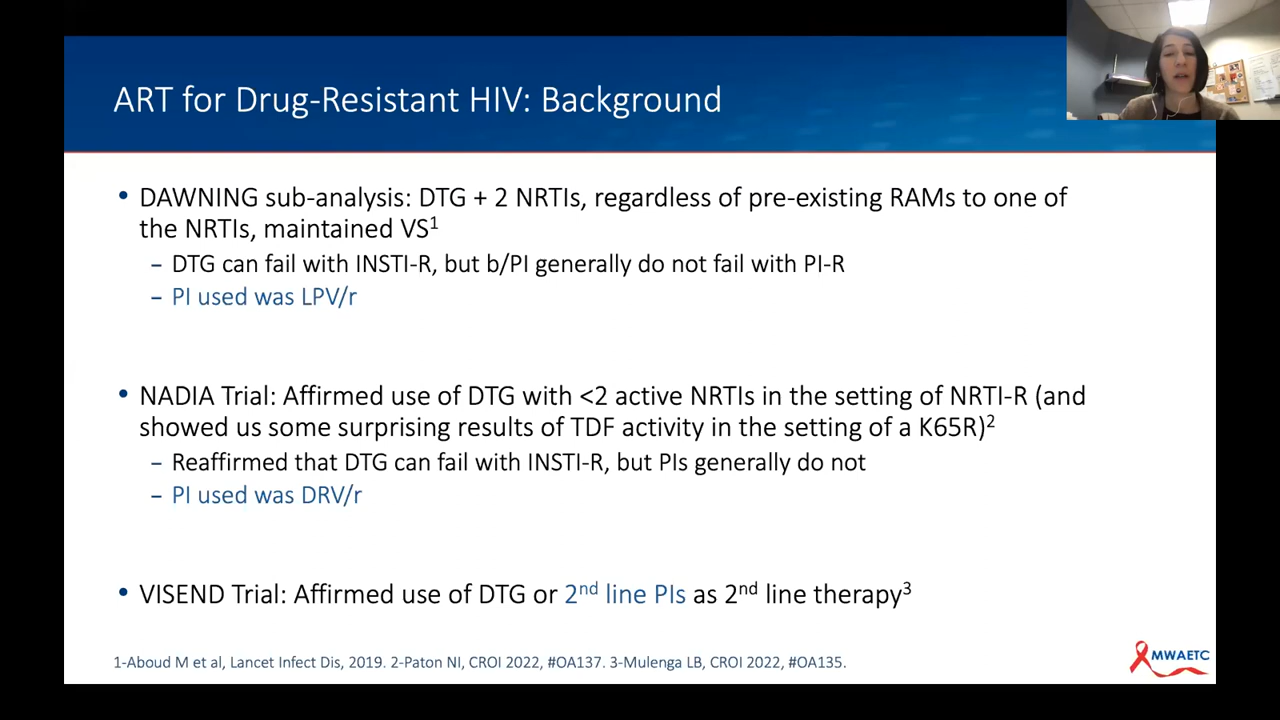 ART for Drug-Resistant HIV: Background
• DAWNING sub-analysis: DTG + 2 NRTIs, regardless of pre-existing RAMs to one of
the NRTIs, maintained VS1
– DTG can fail with INSTI-R, but b/PI generally do not fail with PI-R
– PI used was LPV/r
• NADIA Trial: Affirmed use of DTG with <2 active NRTIs in the setting of NRTI-R (and
showed us some surprising results of TDF activity in the setting of a K65R)2
– Reaffirmed that DTG can fail with INSTI-R, but PIs generally do not
– PI used was DRV/r
• VISEND Trial: Affirmed use of DTG or 2nd line PIs as 2nd line therapy3
1-Aboud M et al, Lancet Infect Dis, 2019. 2-Paton NI, CROI 2022, #OA137. 3-Mulenga LB, CROI 2022, #OA135.
MWAETC